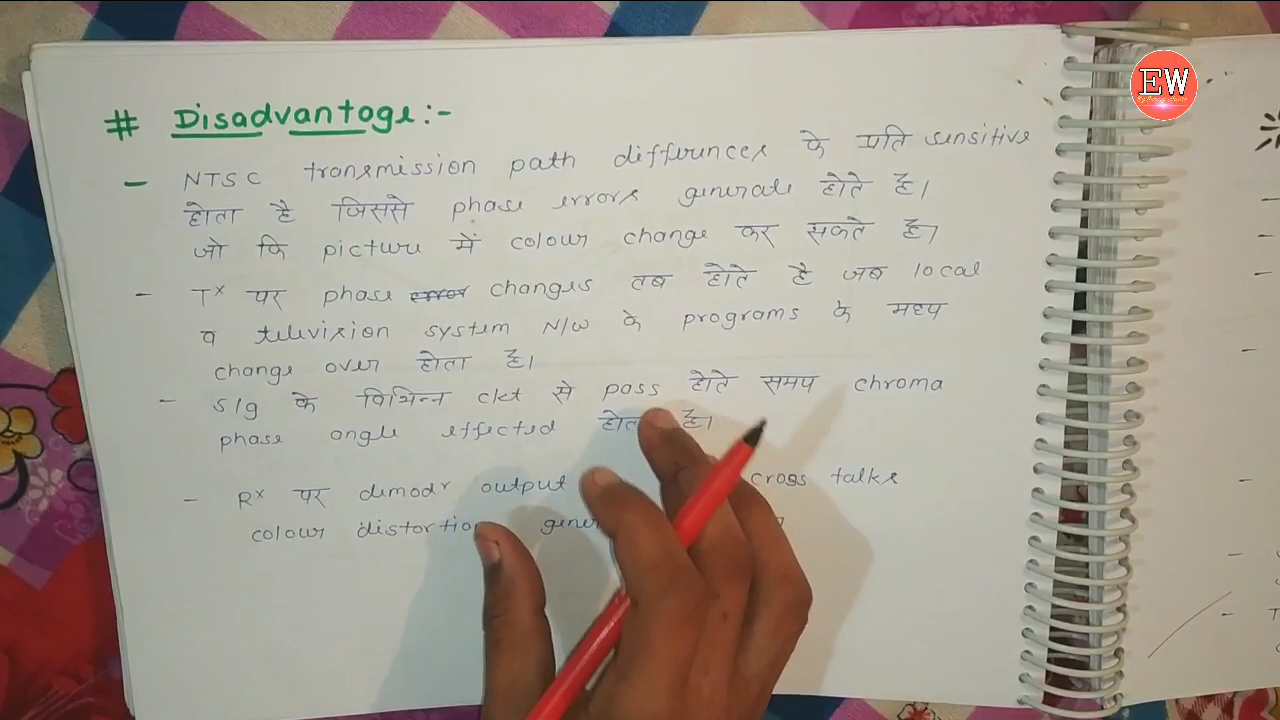 EW
# Disadvantage:-
- NTSC transmission path differences के प्रति sensitive
होता है जिससे phase errors generate होते है।
जो कि picture में colour change कर सकते है।
- Tx पर phase changes तब होते है जब local
व television system N/W के programs के मध्य
change over होता है।
- S/g के विभिन्न ckt से pass होते समय chroma
phase angle effected होता है।
- Rx पर demodr output cross talks
colour distortion